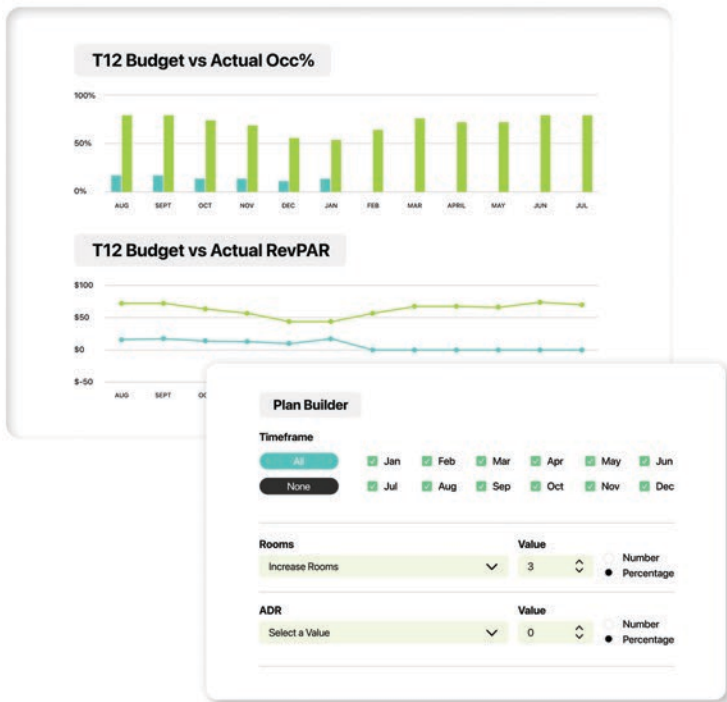 T12 Budget vs Actual Occ%
100%
50%
0%
AUG SEPT OCT NOV DEC JAN FEB MAR APRIL MAY JUN JUL
T12 Budget vs Actual RevPAR
$100
$50
$0
$-50
AUG SEPT
Plan Builder
Timeframe
All Jan Feb Mar Apr May Jun
None Jul Aug Sep Oct Nov Dec
Rooms Value
Increase Rooms 3
Number
Percentage
ADR Value
Select a Value 0
Number
Percentage